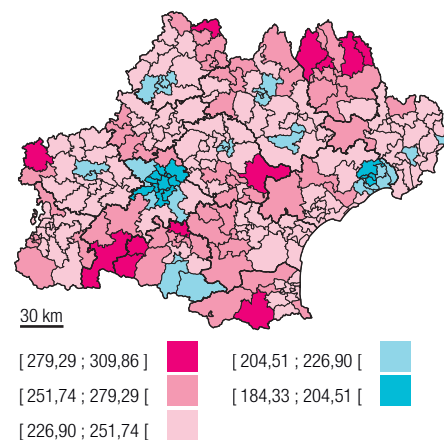 30 km
[ 279,29 ; 309,86 ]
[ 204,51 ; 226,90 [
[ 251,74 ; 279,29 [
[ 184,33 ; 204,51 [
[ 226,90 ; 251,74 [